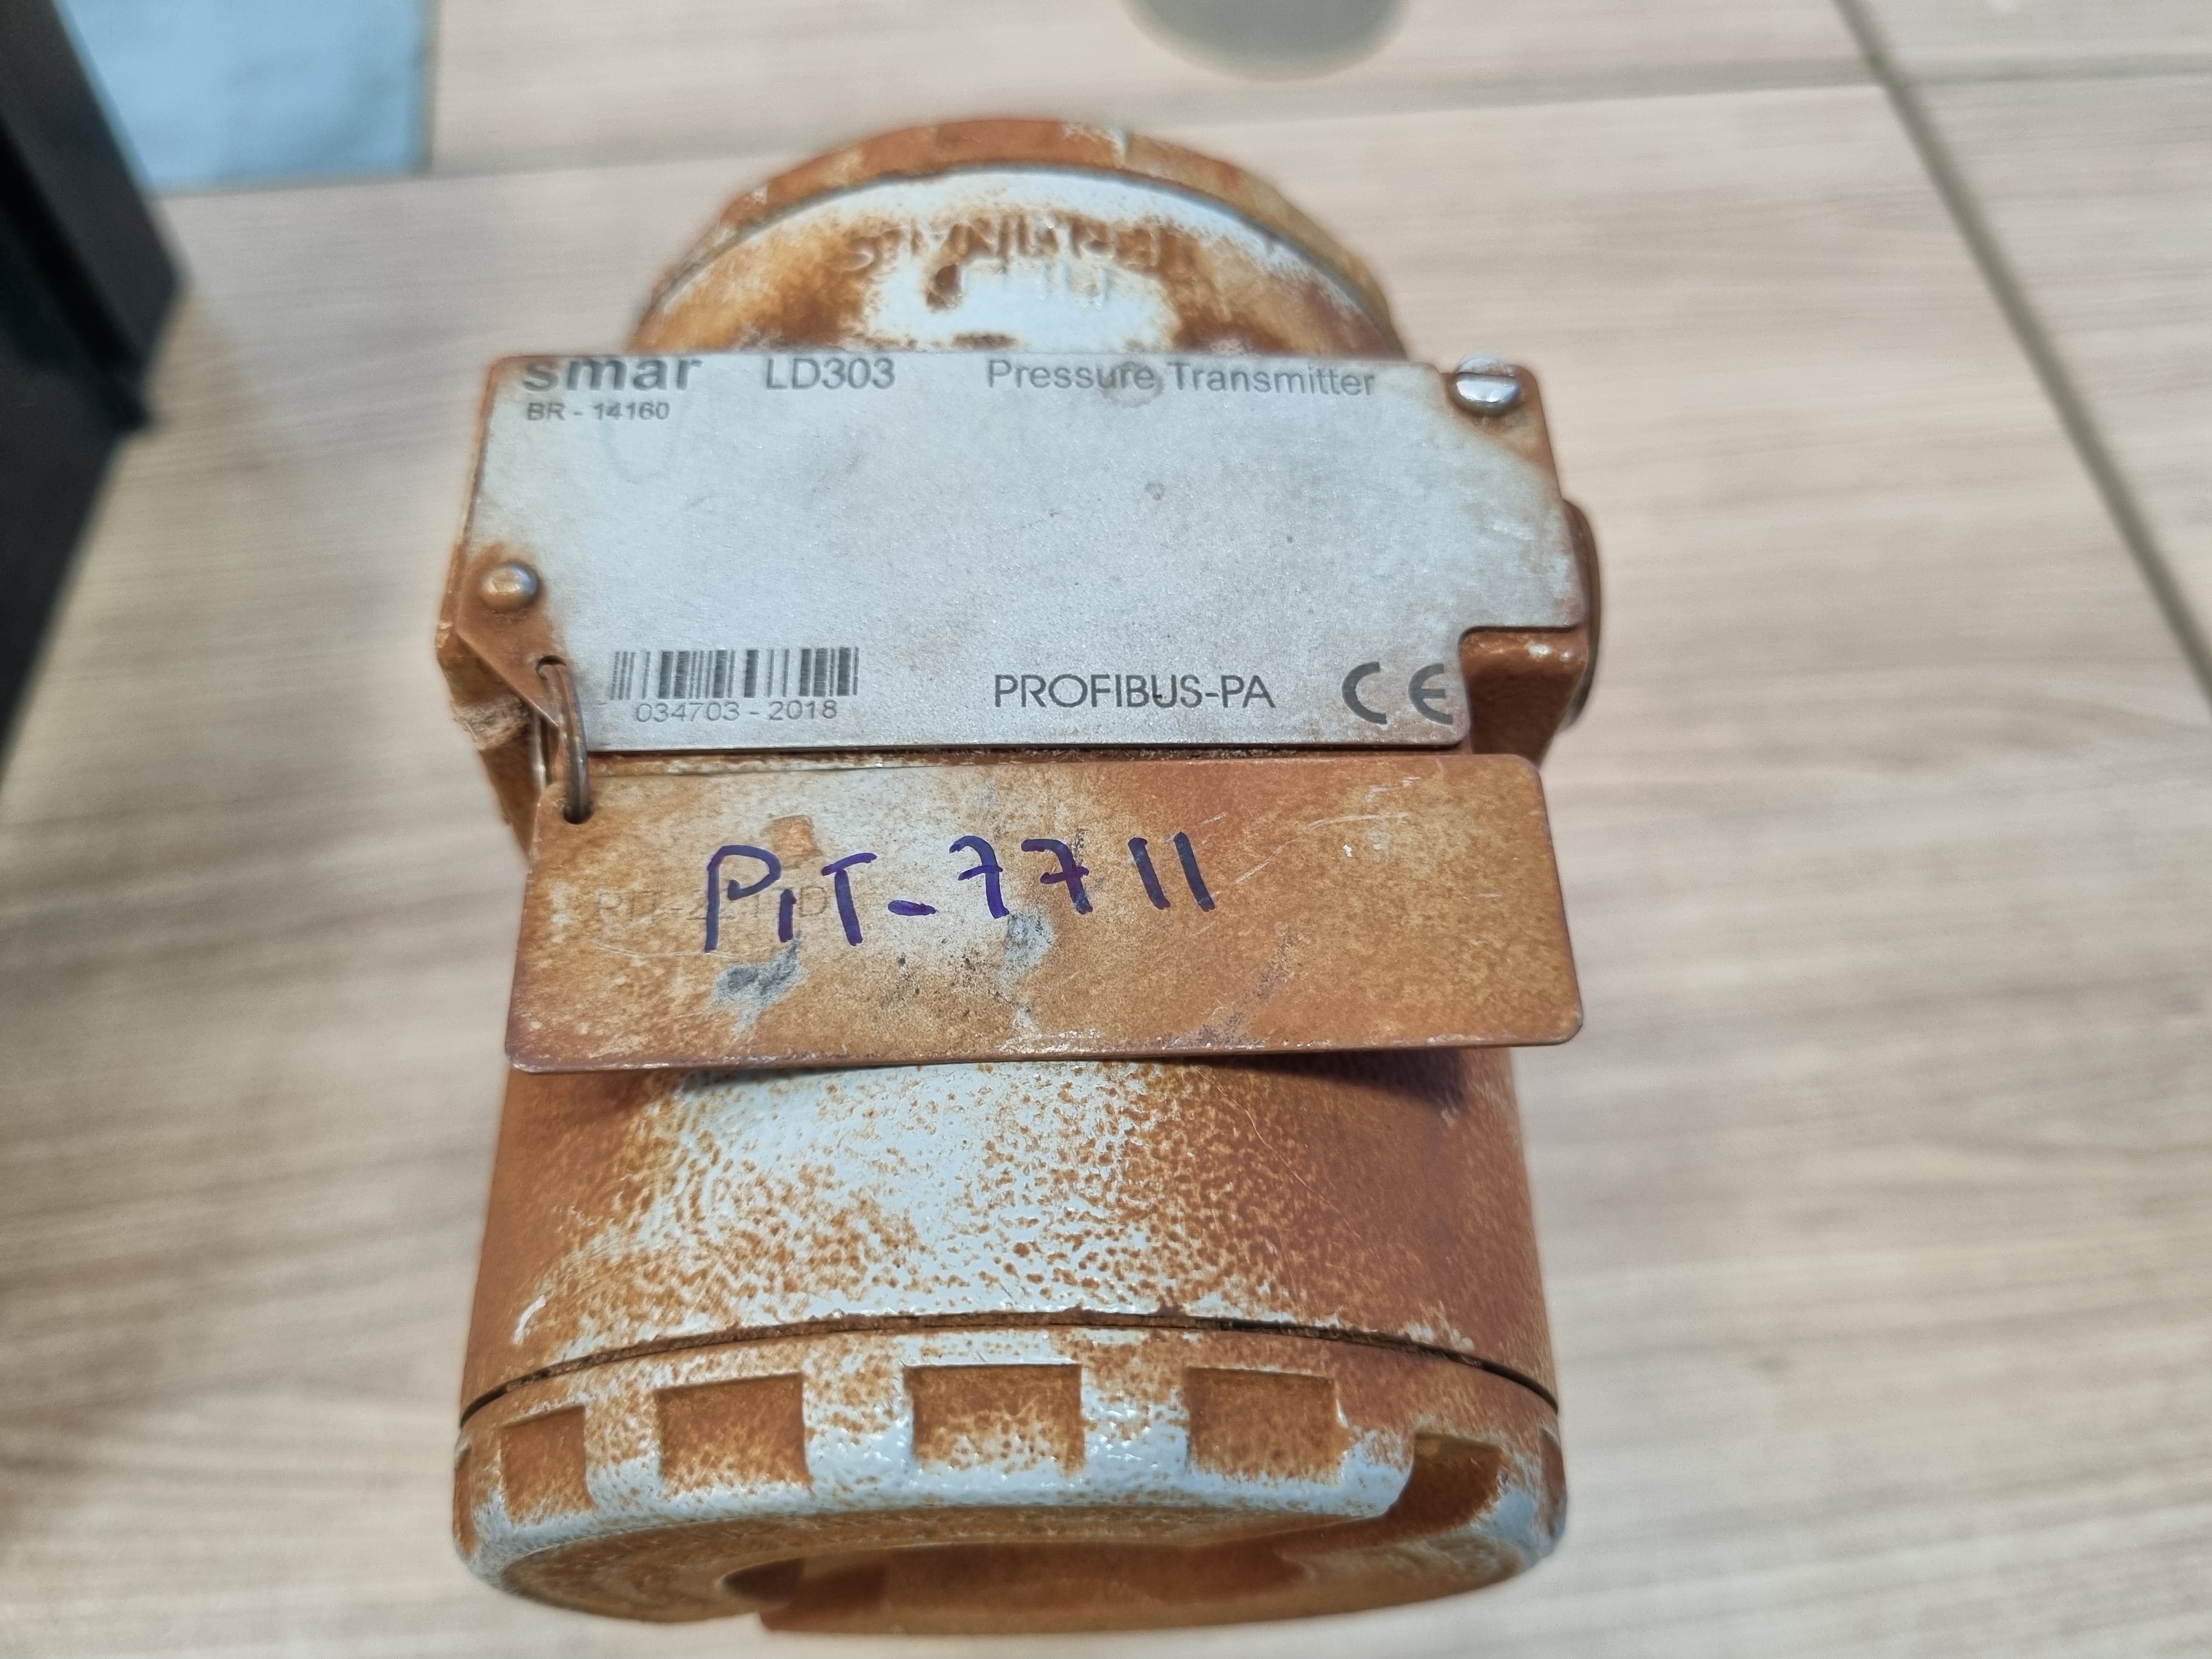 smar LD303 Pressure Transmitter
BR - 14160
034703 - 2018 PROFIBUS-PA CE
PIT-7711